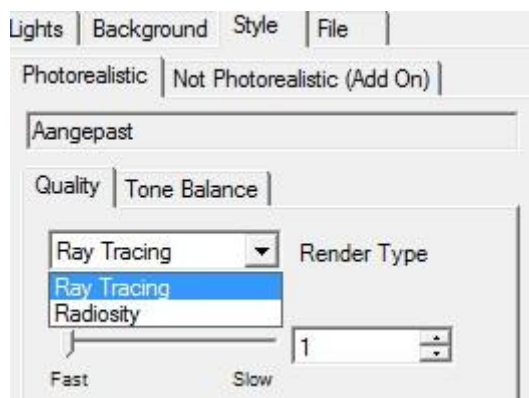 Lights Background Style File
Photorealistic Not Photorealistic (Add On)
Aangepast
Quality Tone Balance
Ray Tracing Render Type
Ray Tracing
Radiosity
1
Fast Slow